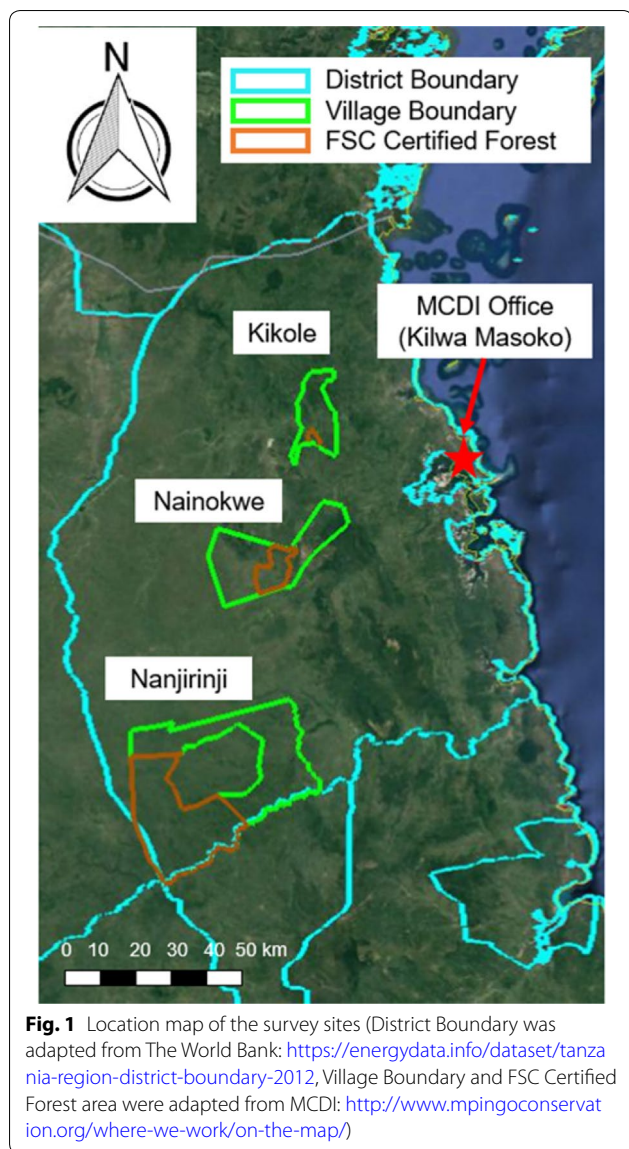 N
District Boundary
Village Boundary
FSC Certified Forest
MCDI Office
(Kilwa Masoko)
Kikole
Nainokwe
Nanjirinji
0 10 20 30 40 50 km
Fig. 1 Location map of the survey sites (District Boundary was
adapted from The World Bank: https://energydata.info/dataset/tanza
nia-region-district-boundary-2012, Village Boundary and FSC Certified
Forest area were adapted from MCDI: http://www.mpingoconservat
ion.org/where-we-work/on-the-map/)